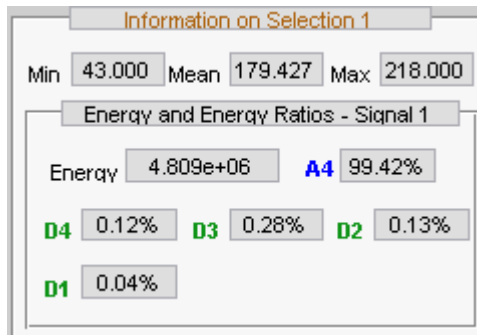 Information on Selection 1
Min 43.000 Mean 179.427 Max 218.000
Energy and Energy Ratios - Signal 1
Energy 4.809e+06 A4 99.42%
D4 0.12% D3 0.28% D2 0.13%
D1 0.04%